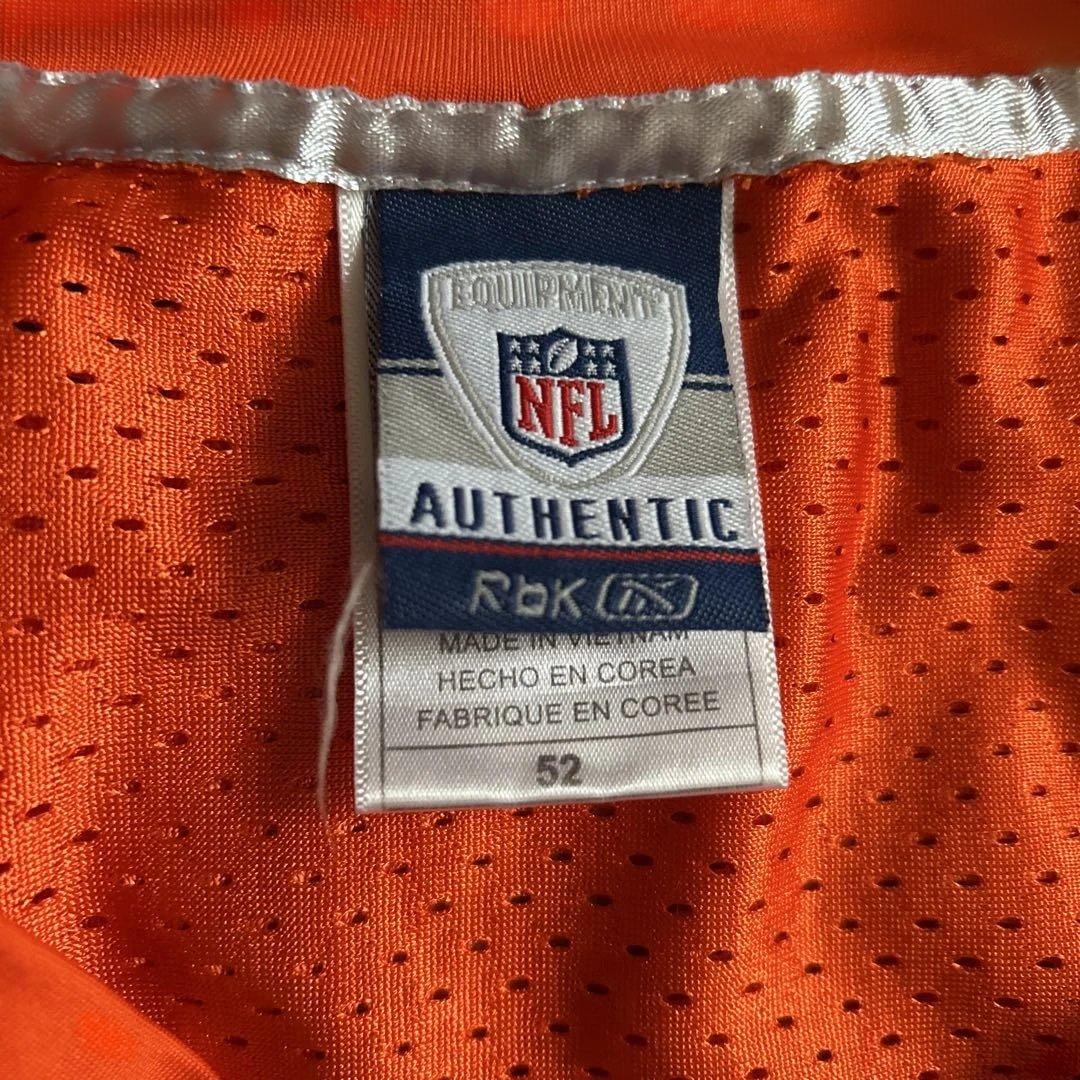 EQUIPMENT
NFL
AUTHENTIC
RbK
MADE IN VIETNAM
HECHO EN COREA
FABRIQUE EN COREE
52